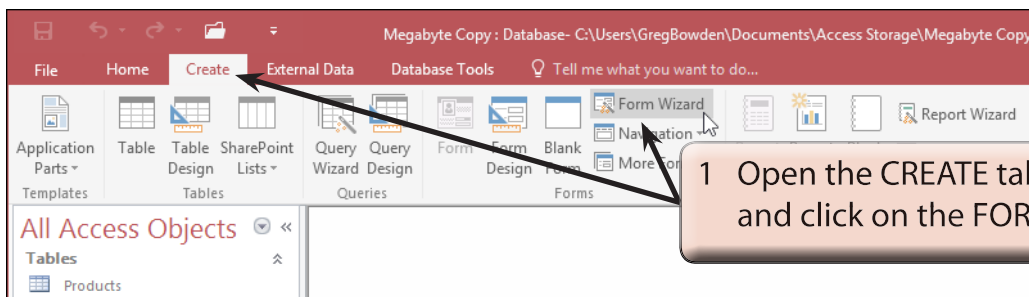 Megabyte Copy : Database- C:\Users\GregBowden\Documents\Access Storage\Megabyte Copy
File Home Create External Data Database Tools Tell me what you want to do...
Application Parts
Table
Table Design
SharePoint Lists
Query Wizard
Query Design
Form
Form Design
Blank Form
Form Wizard
Navigation
More
Report Wizard
Templates Tables Queries Forms
1 Open the CREATE
and click on the
All Access Objects «
Tables
Products